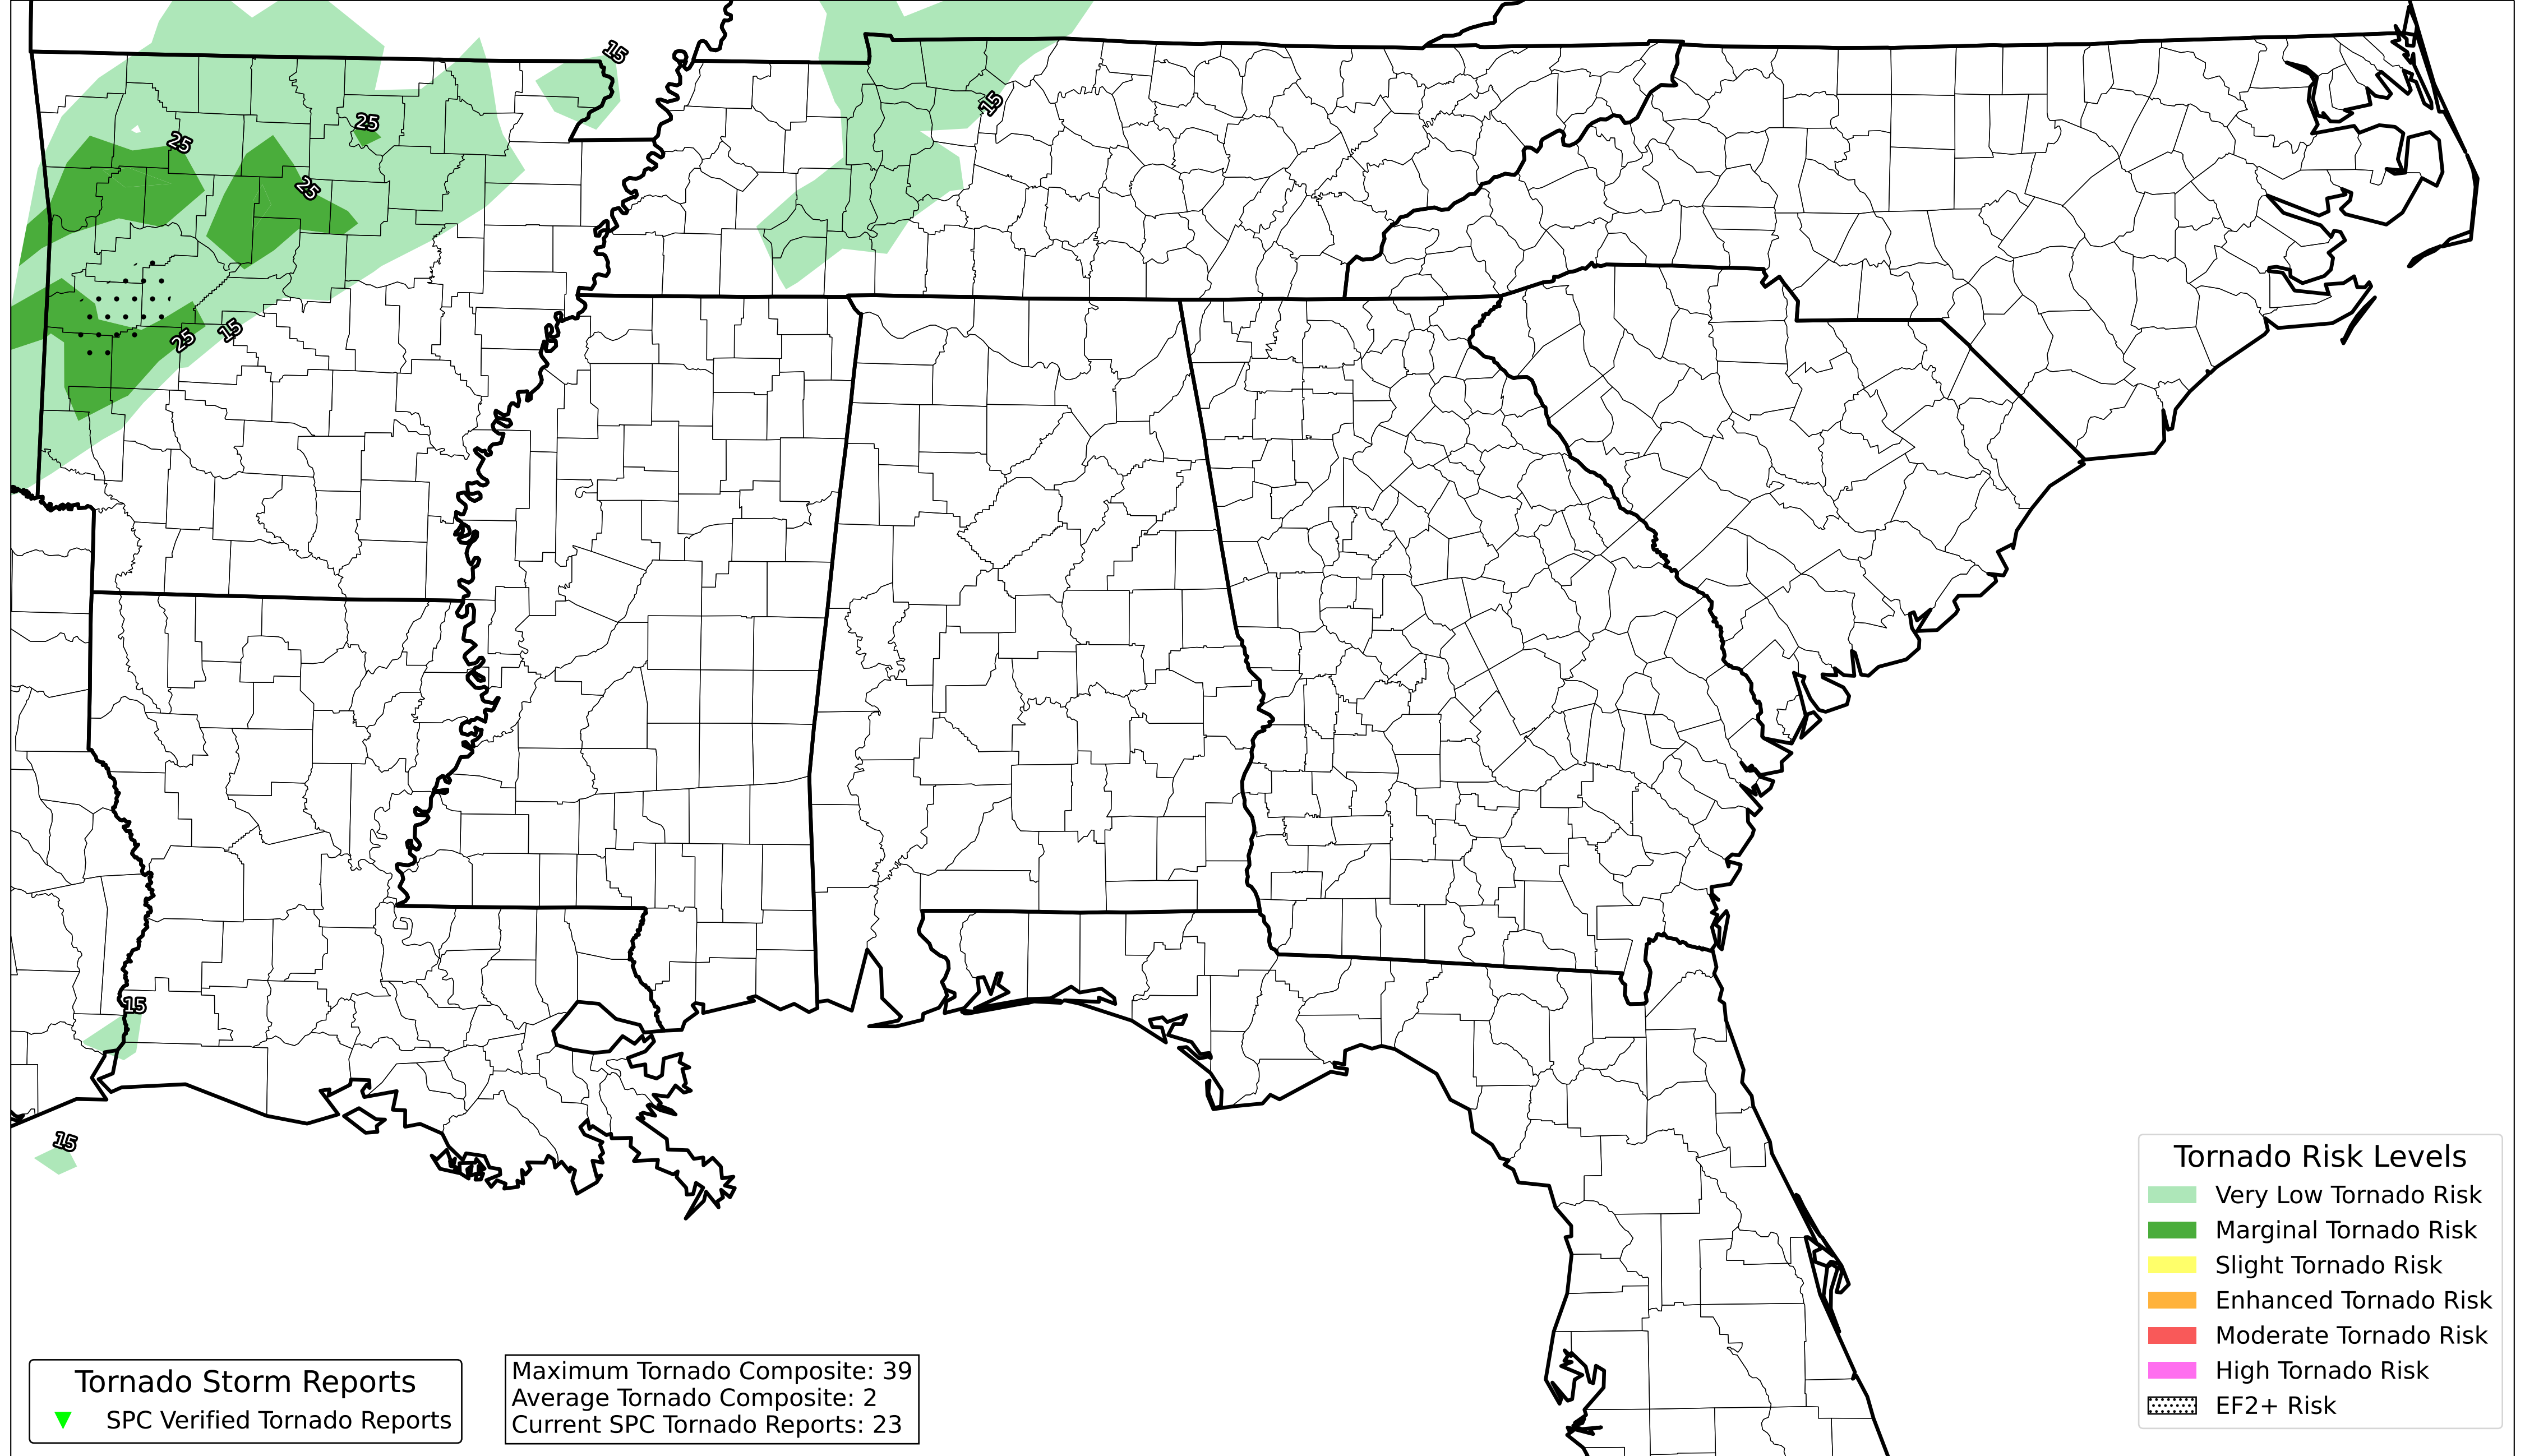 15
15
25
25
25
25
15
15
15
Tornado Risk Levels
Very Low Tornado Risk
Marginal Tornado Risk
Slight Tornado Risk
Enhanced Tornado Risk
Moderate Tornado Risk
High Tornado Risk
EF2+ Risk
Tornado Storm Reports
SPC Verified Tornado Reports
Maximum Tornado Composite: 39
Average Tornado Composite: 2
Current SPC Tornado Reports: 23